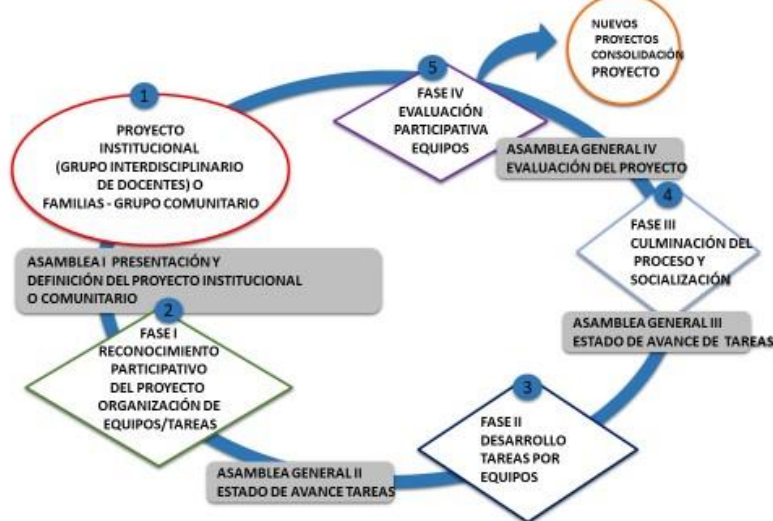 1
PROYECTO
INSTITUCIONAL
(GRUPO INTERDISCIPLINARIO
DE DOCENTES) O
FAMILIAS - GRUPO COMUNITARIO
ASAMBLEA I PRESENTACIÓN Y
DEFINICIÓN DEL PROYECTO INSTITUCIONAL
O COMUNITARIO
2
FASE I
RECONOCIMIENTO
PARTICIPATIVO
DEL PROYECTO
ORGANIZACIÓN DE
EQUIPOS/TAREAS
ASAMBLEA GENERAL II
ESTADO DE AVANCE TAREAS
3
FASE II
DESARROLLO
TAREAS POR
EQUIPOS
ASAMBLEA GENERAL III
ESTADO DE AVANCE DE TAREAS
4
FASE III
CULMINACIÓN DEL
PROCESO Y
SOCIALIZACIÓN
ASAMBLEA GENERAL IV
EVALUACIÓN DEL PROYECTO
5
FASE IV
EVALUACIÓN
PARTICIPATIVA
EQUIPOS
NUEVOS
PROYECTOS
CONSOLIDACIÓN
PROYECTO